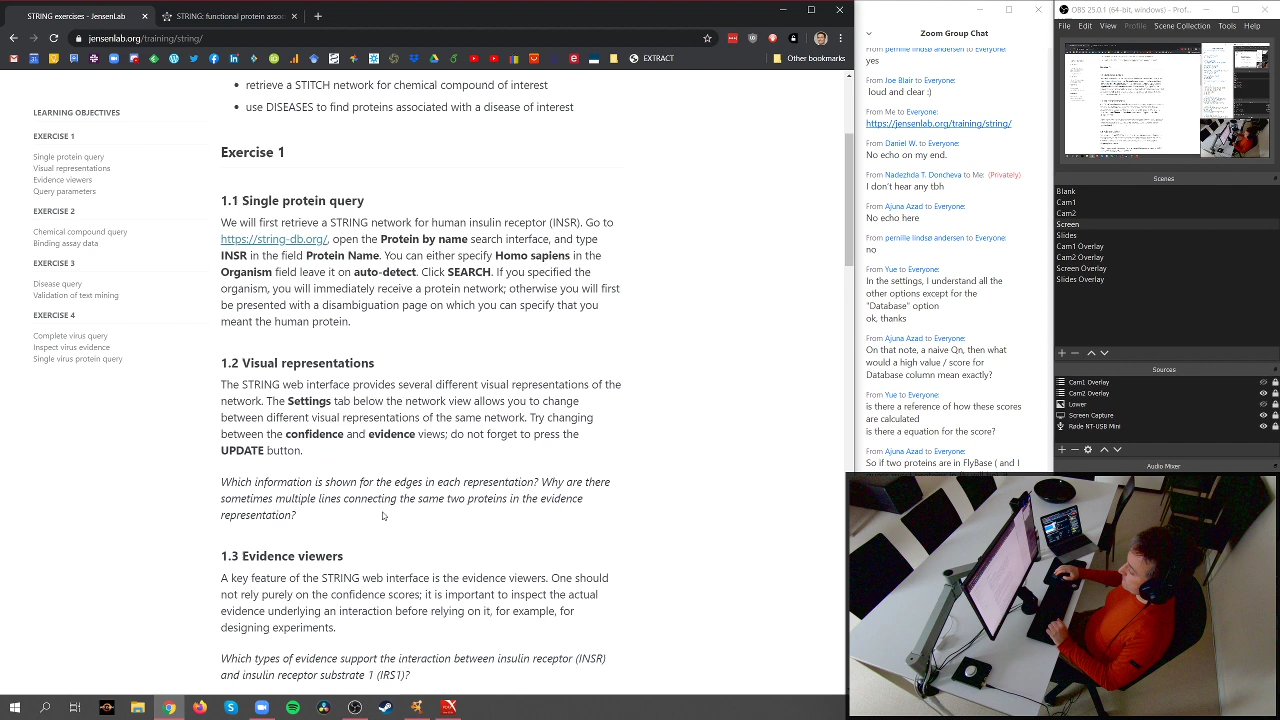 STRING exercises - JensenLab
STRING: functional protein assoc
jensenlab.org/training/string/
EXTRACT
Other bookmarks
LEARNING OBJECTIVES
EXERCISE 1
Single protein query
Visual representations
Evidence viewers
Query parameters
EXERCISE 2
Chemical compound query
Binding assay data
EXERCISE 3
Disease query
Validation of text mining
EXERCISE 4
Complete virus query
Inspect virus evidence
Single virus protein query
retrieve a STITCH network for a small compound of interest
use DISEASES to find proteins associated with a disease of interest
Exercise 1
1.1 Single protein query
We will first retrieve a STRING network for human insulin receptor (INSR). Go to
https://string-db.org/, open the Protein by name search interface, and type
INSR in the field Protein Name. You can either specify Homo sapiens in the
Organism field leave it on auto-detect. Click SEARCH. If you specified the
organism, you will immediately receive a protein network; otherwise you will first
be presented with a disambiguation page on which you can specify that you
meant the human protein.
1.2 Visual representations
The STRING web interface provides several different visual representations of the
network. The Settings tab below the network view allows you to change
between different visual representations of the same network. Try changing
between the confidence and evidence views; do not forget to press the
UPDATE button.
Which information is shown for the edges in each representation? Why are there
sometimes multiple lines connecting the same two proteins in the evidence
representation?
1.3 Evidence viewers
A key feature of the STRING web interface is the evidence viewers. One should
not rely purely on the confidence scores; it is important to inspect the actual
evidence underlying an interaction before relying on it, for example, for
designing experiments.
Which types of evidence support the interaction between insulin receptor (INSR)
and insulin receptor substrate 1 (IRS1)?
Zoom Group Chat
From pernille lindsø andersen to Everyone:
yes
From Joe Blair to Everyone:
loud and clear :)
From Me to Everyone:
https://jensenlab.org/training/string/
From Daniel W. to Everyone:
No echo on my end.
From Nadezhda T. Doncheva to Me: (Privately)
I don't hear any tbh
From Ajuna Azad to Everyone:
No echo here
From pernille lindsø andersen to Everyone:
no
From Yue to Everyone:
In the settings, I understand all the
other options except for the
"Database" option
ok, thanks
From Ajuna Azad to Everyone:
On that note, a naive Qn, then what
would a high value / score for
Database column mean exactly?
From Yue to Everyone:
is there a reference of how these scores
are calculated
is there a equation for the score?
From Ajuna Azad to Everyone:
So if two proteins are in FlyBase ( and I
OBS 25.0.1 (64-bit, windows) - Prof...
File Edit View Profile Scene Collection Tools Help
Scenes
Blank
Cam1
Cam2
Screen
Slides
Cam1 Overlay
Cam2 Overlay
Screen Overlay
Slides Overlay
Sources
Cam1 Overlay
Cam2 Overlay
Lower
Screen Capture
Røde NT-USB Mini
Audio Mixer